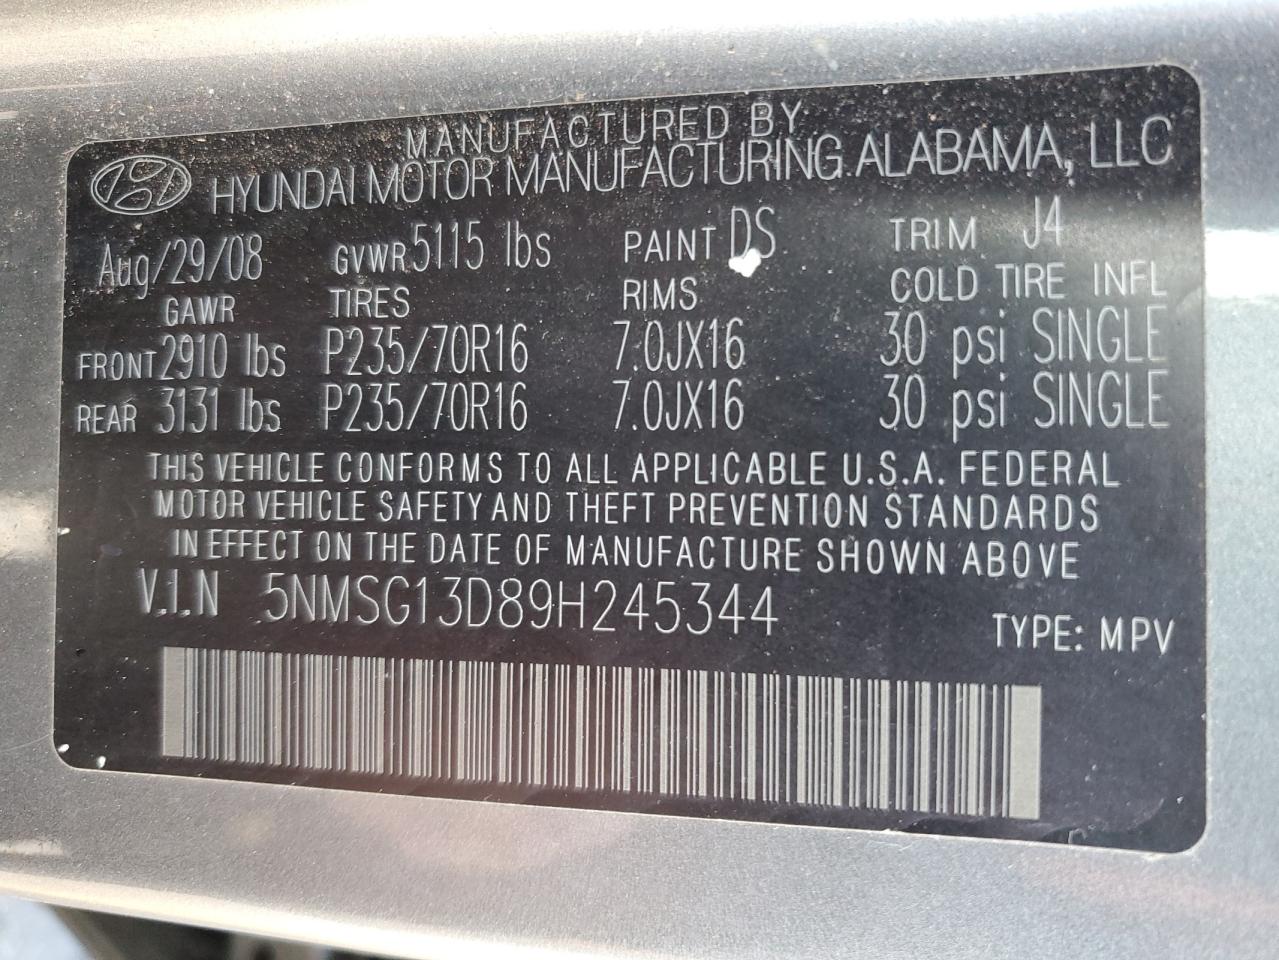 MANUFACTURED BY
HYUNDAI MOTOR MANUFACTURING ALABAMA, LLC
Aug/29/08 GVWR 5115 lbs PAINT DS TRIM J4
GAWR TIRES RIMS COLD TIRE INFL
FRONT 2910 lbs P235/70R16 7.0JX16 30 psi SINGLE
REAR 3131 lbs P235/70R16 7.0JX16 30 psi SINGLE
THIS VEHICLE CONFORMS TO ALL APPLICABLE U.S.A. FEDERAL
MOTOR VEHICLE SAFETY AND THEFT PREVENTION STANDARDS
IN EFFECT ON THE DATE OF MANUFACTURE SHOWN ABOVE
V.I.N 5NMSG13D89H245344
TYPE: MPV